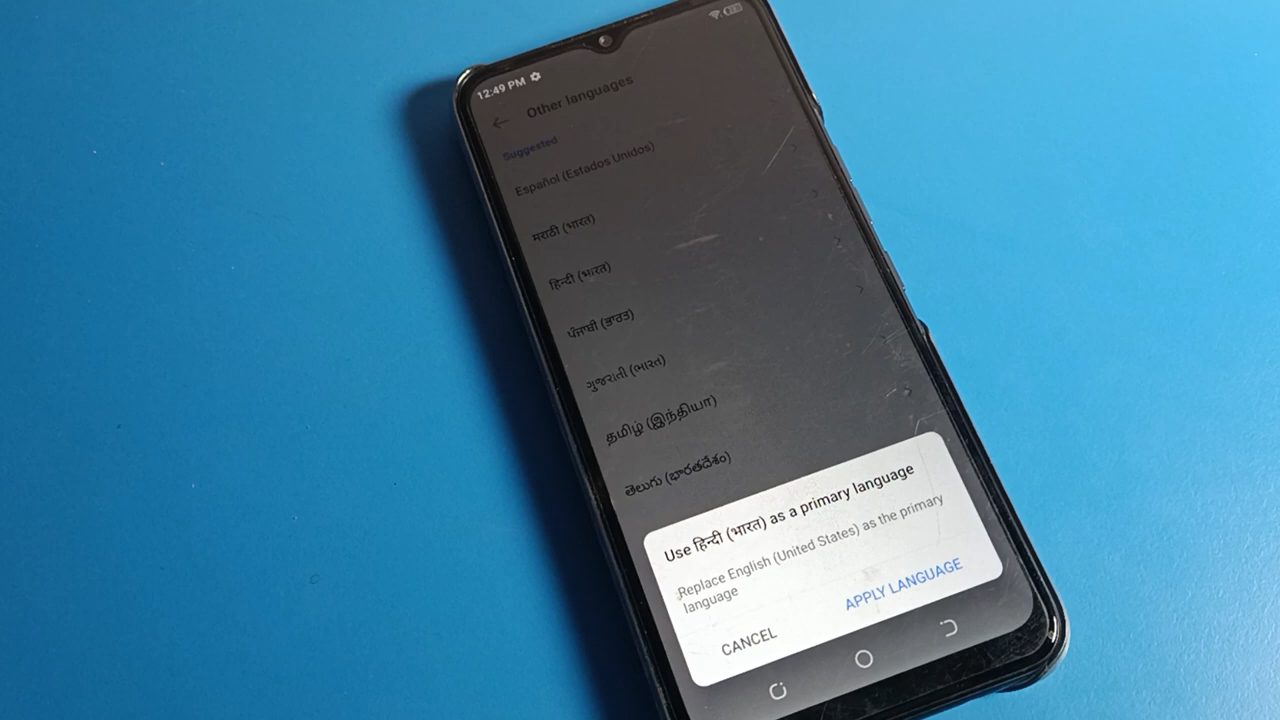 12:49 PM
Other languages
Suggested
Español (Estados Unidos)
मराठी (भारत)
हिन्दी (भारत)
ਪੰਜਾਬੀ (ਭਾਰਤ)
ગુજરાતી (ભારત)
தமிழ் (இந்தியா)
తెలుగు (భారతదేశం)
Use हिन्दी (भारत) as a primary language
Replace English (United States) as the primary
language
CANCEL
APPLY LANGUAGE